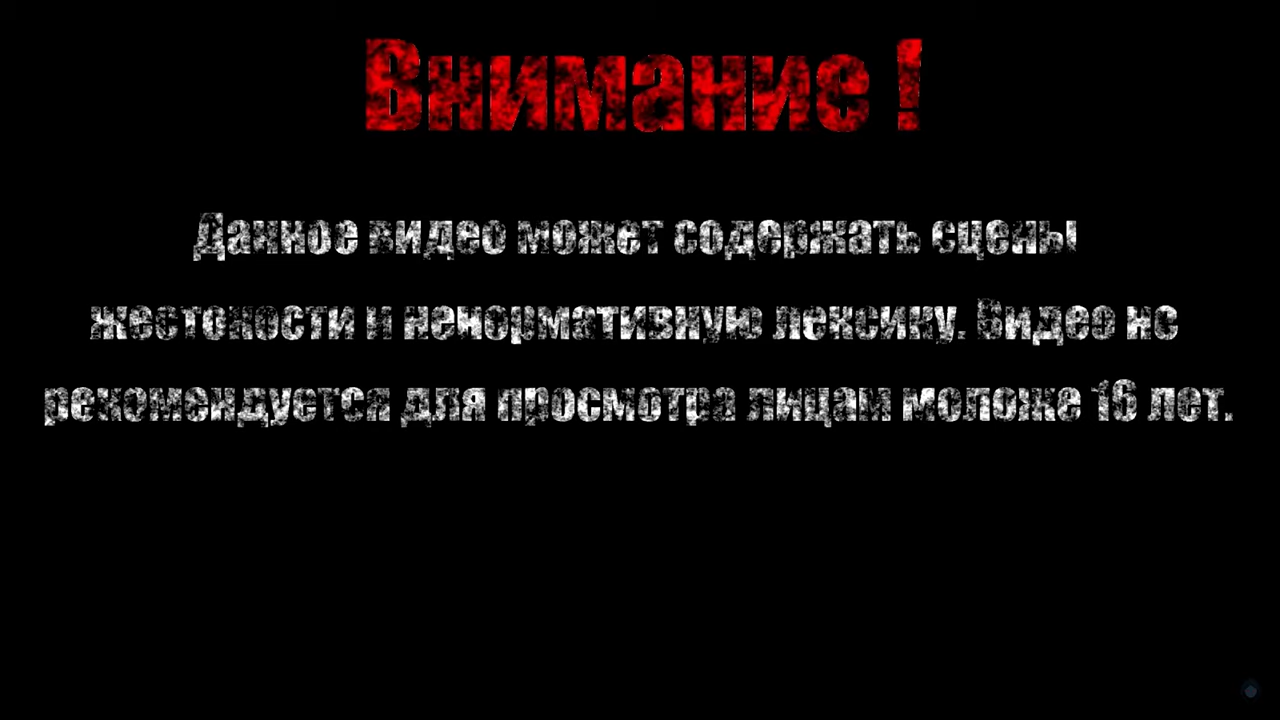 Внимание !
Данное видео может содержать сцены
жестокости и ненормативную лексику. Видео не
рекомендуется для просмотра лицам моложе 16 лет.